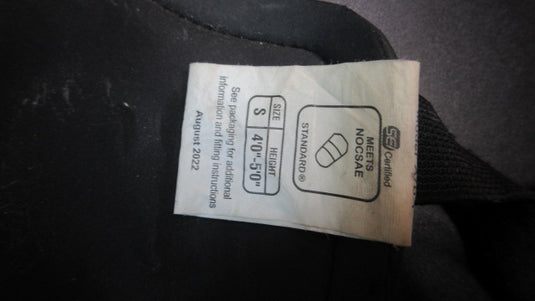 SEI Certified
MEETS
NOCSAE
STANDARD®
SIZE HEIGHT
S 4'0"-5'0"
See packaging for additional
information and fitting instructions
August 2022